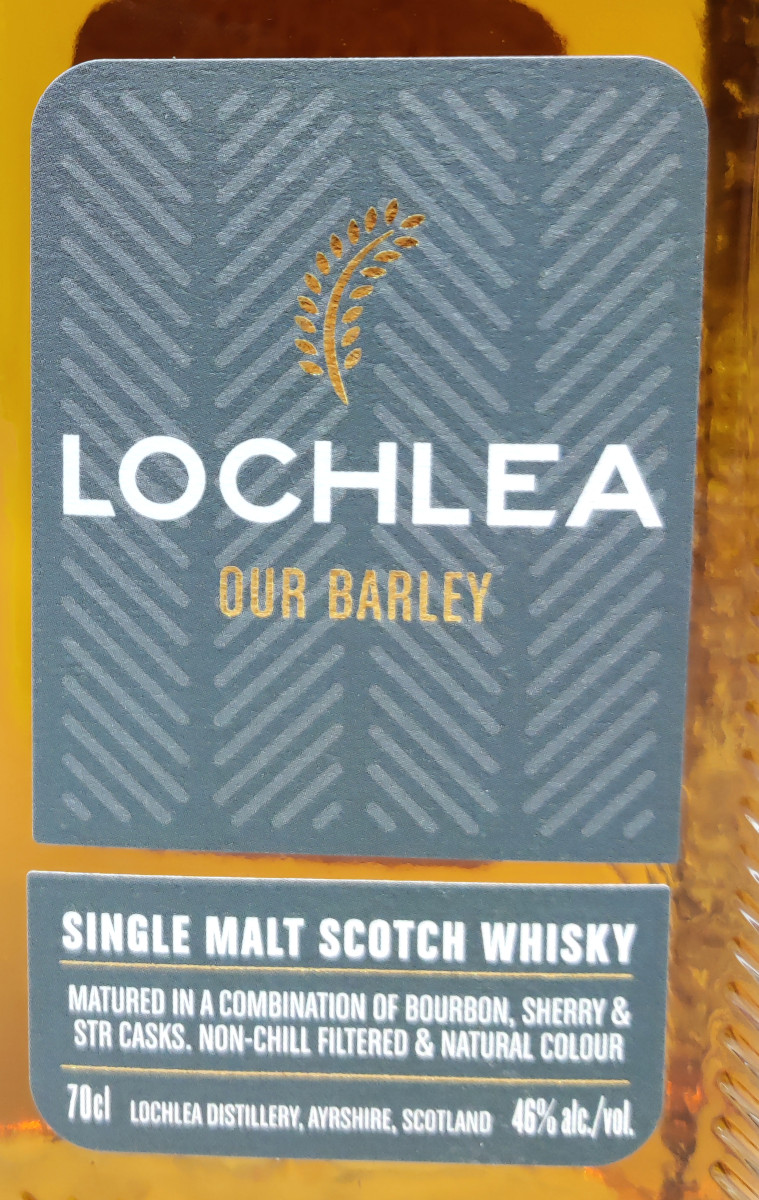 LOCHLEA
OUR BARLEY
SINGLE MALT SCOTCH WHISKY
MATURED IN A COMBINATION OF BOURBON, SHERRY &
STR CASKS. NON-CHILL FILTERED & NATURAL COLOUR
70cl LOCHLEA DISTILLERY, AYRSHIRE, SCOTLAND 46% alc./vol.